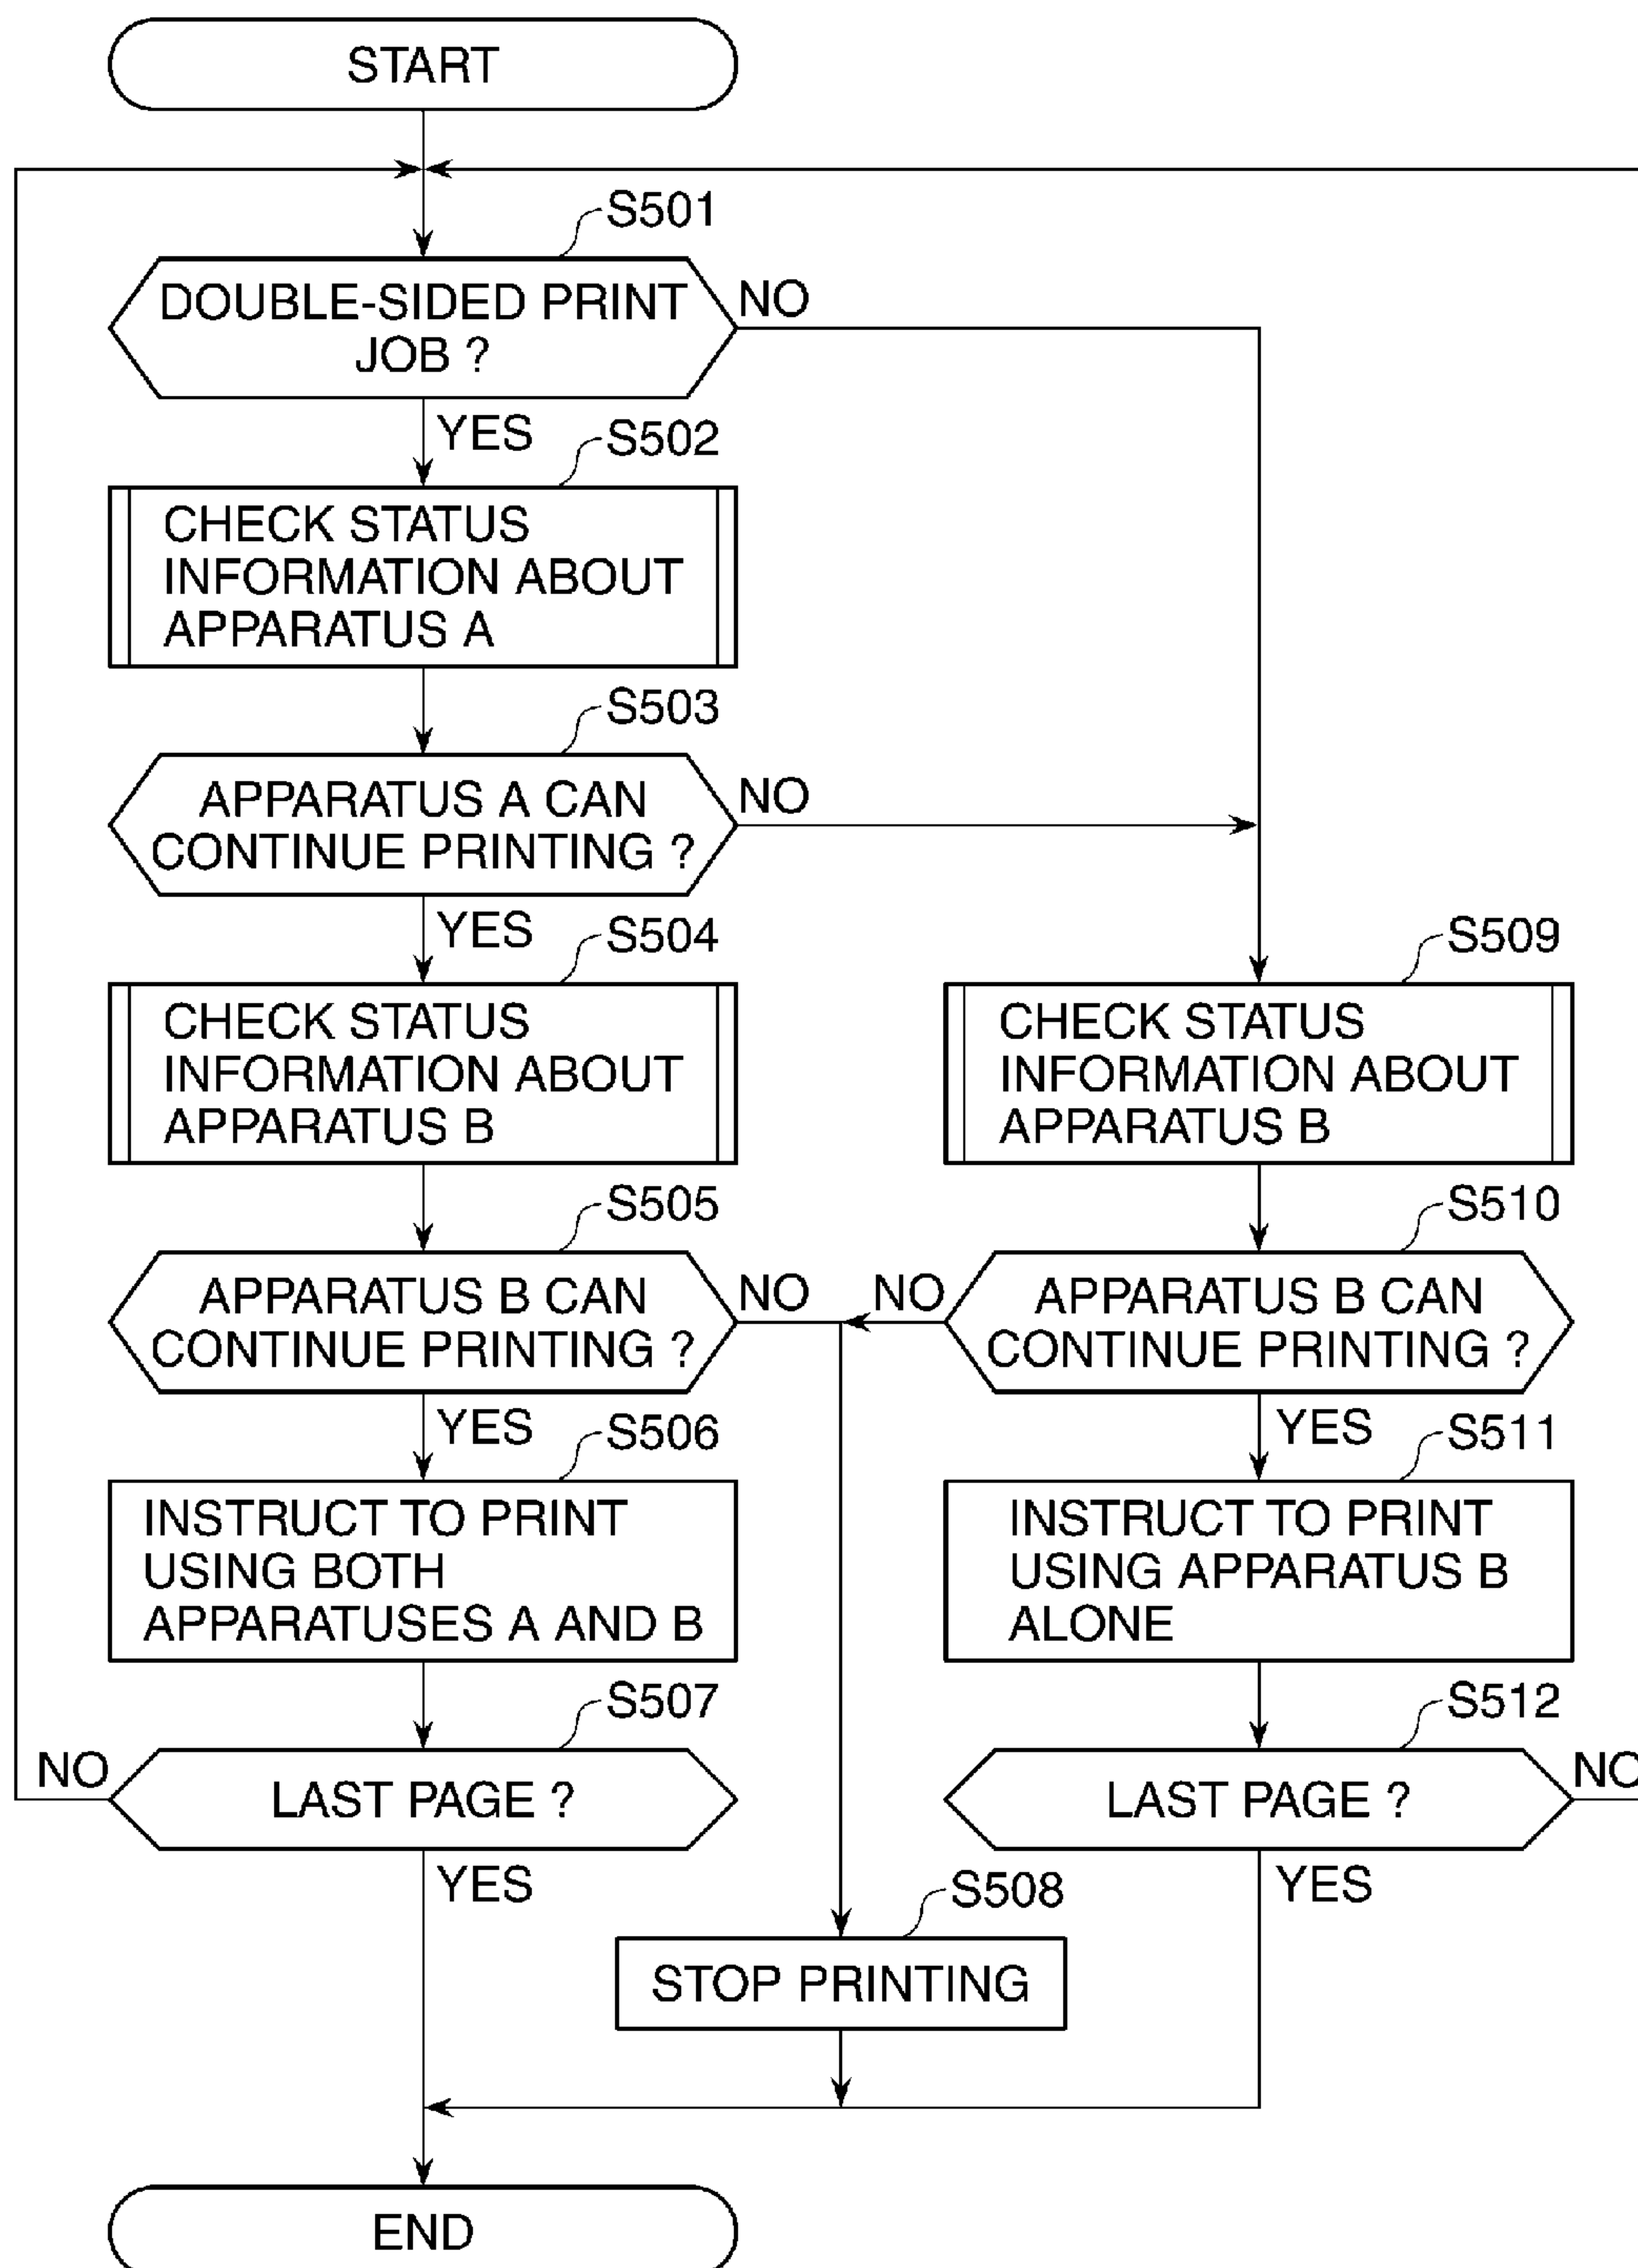 START
S501
DOUBLE-SIDED PRINT
JOB ?
NO
YES
S502
CHECK STATUS
INFORMATION ABOUT
APPARATUS A
S503
APPARATUS A CAN
CONTINUE PRINTING ?
NO
YES
S504
CHECK STATUS
INFORMATION ABOUT
APPARATUS B
S505
APPARATUS B CAN
CONTINUE PRINTING ?
NO
YES
S506
INSTRUCT TO PRINT
USING BOTH
APPARATUSES A AND B
S507
LAST PAGE ?
NO
YES
S509
CHECK STATUS
INFORMATION ABOUT
APPARATUS B
S510
APPARATUS B CAN
CONTINUE PRINTING ?
NO
YES
S511
INSTRUCT TO PRINT
USING APPARATUS B
ALONE
S512
LAST PAGE ?
NO
YES
S508
STOP PRINTING
END